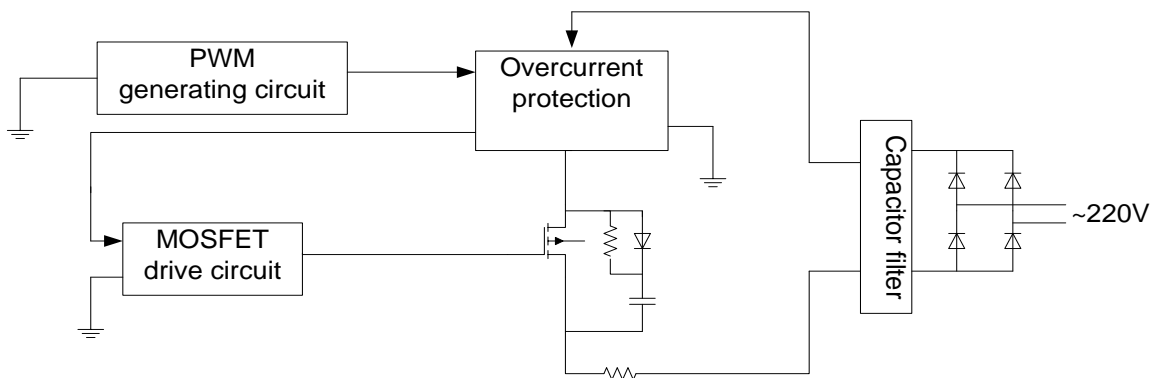 PWM
generating circuit
Overcurrent
protection
MOSFET
drive circuit
Capacitor filter
~220V